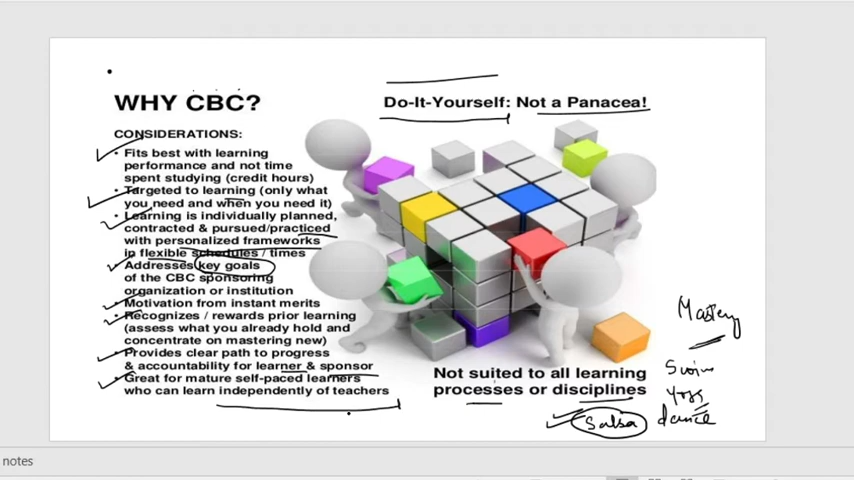 WHY CBC?
CONSIDERATIONS:
• Fits best with learning
performance and not time
spent studying (credit hours)
• Targeted to learning (only what
you need and when you need it)
• Learning is individually planned,
contracted & pursued/practiced
with personalized frameworks
in flexible schedules / times
• Addresses key goals
of the CBC sponsoring
organization or institution
• Motivation from instant merits
• Recognizes / rewards prior learning
(assess what you already hold and
concentrate on mastering new)
• Provides clear path to progress
& accountability for learner & sponsor
• Great for mature self-paced learners
who can learn independently of teachers
Do-It-Yourself: Not a Panacea!
Not suited to all learning
processes or disciplines
Mastery
dance
Salsa
notes